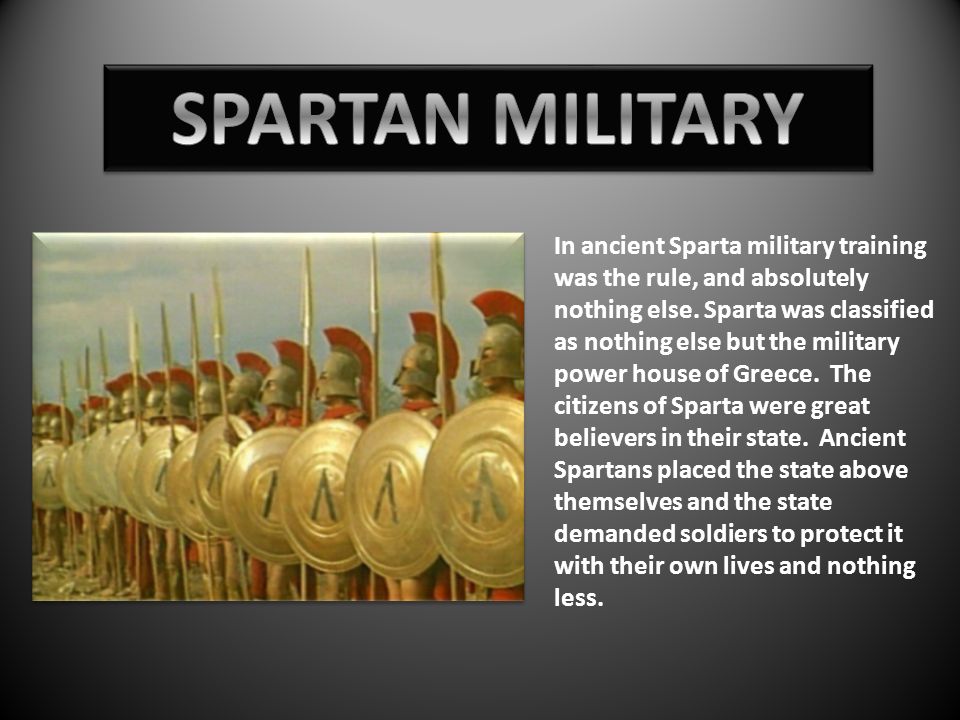 SPARTAN MILITARY
In ancient Sparta military training
was the rule, and absolutely
nothing else. Sparta was classified
as nothing else but the military
power house of Greece.  The
citizens of Sparta were great
believers in their state.  Ancient
Spartans placed the state above
themselves and the state
demanded soldiers to protect it
with their own lives and nothing
less.